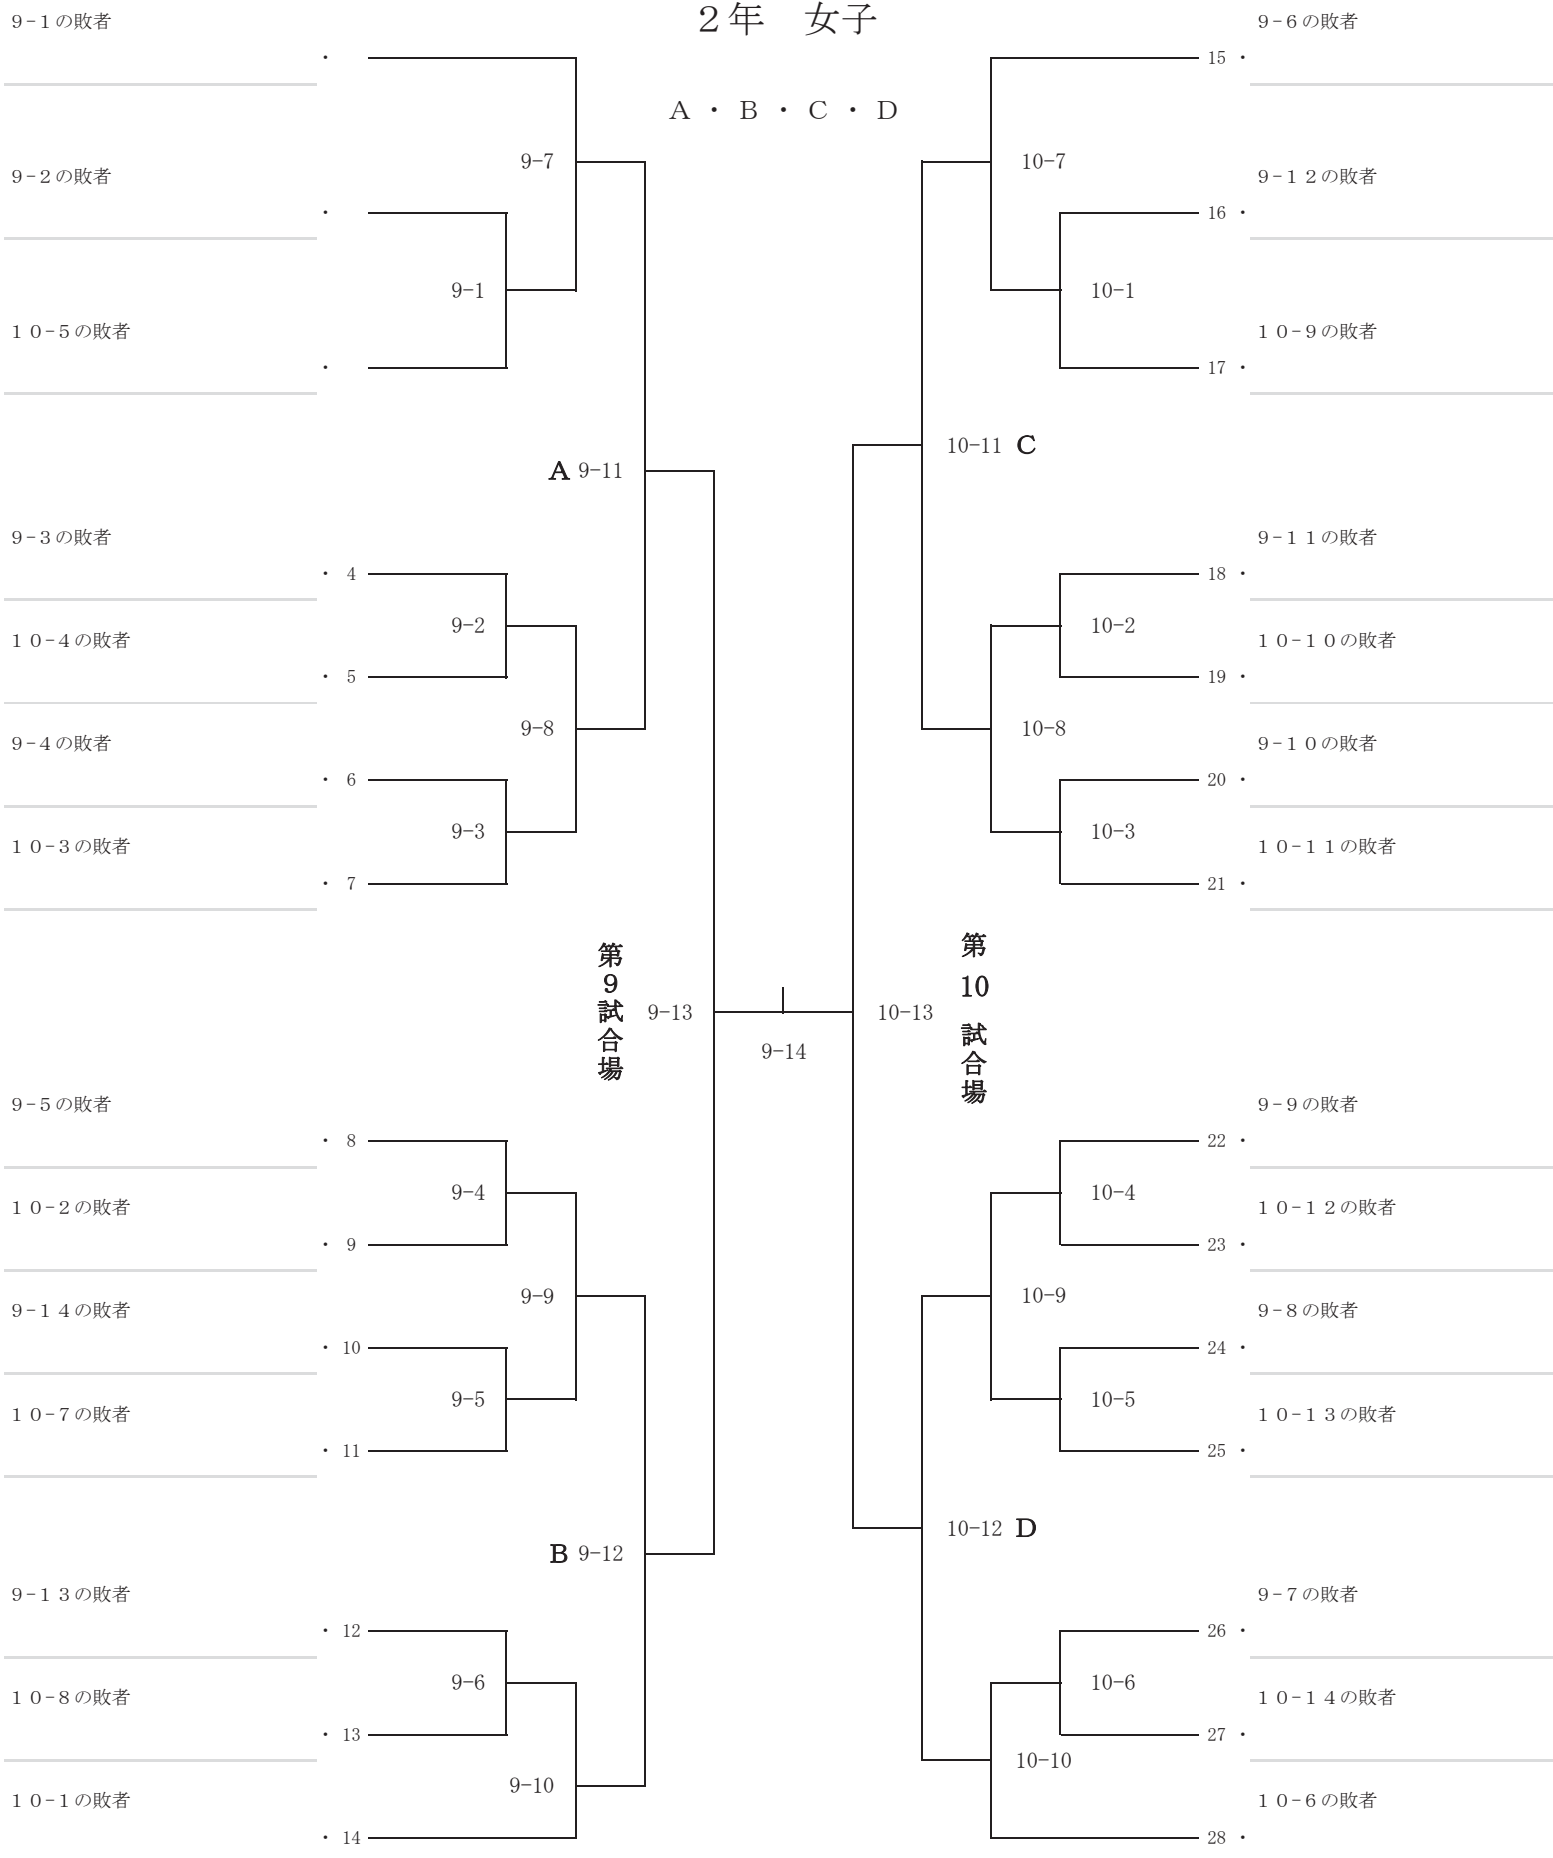 ２年　女子
Ａ・Ｂ・Ｃ・Ｄ
９−１の敗者
・
９−２の敗者
・
１０−５の敗者
・
９−３の敗者
・ 4
１０−４の敗者
・ 5
９−４の敗者
・ 6
１０−３の敗者
・ 7
９−５の敗者
・ 8
１０−２の敗者
・ 9
９−１４の敗者
・ 10
１０−７の敗者
・ 11
９−１３の敗者
・ 12
１０−８の敗者
・ 13
１０−１の敗者
・ 14
9−7
9−1
A 9−11
9−2
9−8
9−3
第9試合場
9−13
9−4
9−9
9−5
B 9−12
9−6
9−10
9−14
10−7
10−1
10−11 C
10−2
10−8
10−3
第10試合場
10−13
10−4
10−9
10−5
10−12 D
10−6
10−10
９−６の敗者
15 ・
９−１２の敗者
16 ・
１０−９の敗者
17 ・
９−１１の敗者
18 ・
１０−１０の敗者
19 ・
９−１０の敗者
20 ・
１０−１１の敗者
21 ・
９−９の敗者
22 ・
１０−１２の敗者
23 ・
９−８の敗者
24 ・
１０−１３の敗者
25 ・
９−７の敗者
26 ・
１０−１４の敗者
27 ・
１０−６の敗者
28 ・